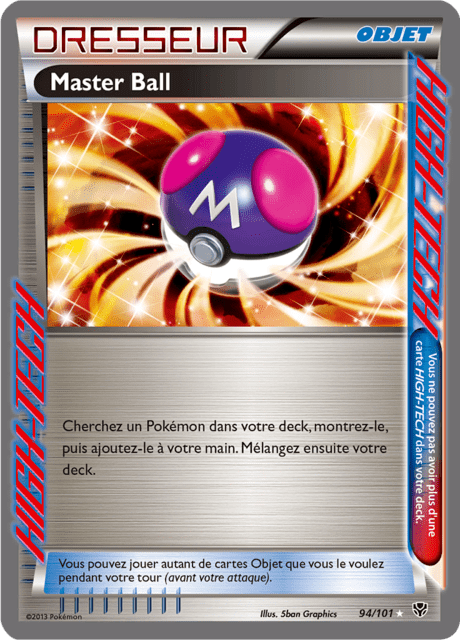 DRESSEUR
OBJET
Master Ball
HIGH-TECH
M
HIGH-TECH
Vous ne pouvez pas avoir plus d'une
carte HIGH-TECH dans votre deck.
Cherchez un Pokémon dans votre deck, montrez-le,
puis ajoutez-le à votre main. Mélangez ensuite votre
deck.
Vous pouvez jouer autant de cartes Objet que vous le voulez
pendant votre tour (avant votre attaque).
©2013 Pokémon
Illus. 5ban Graphics
94/101 ★